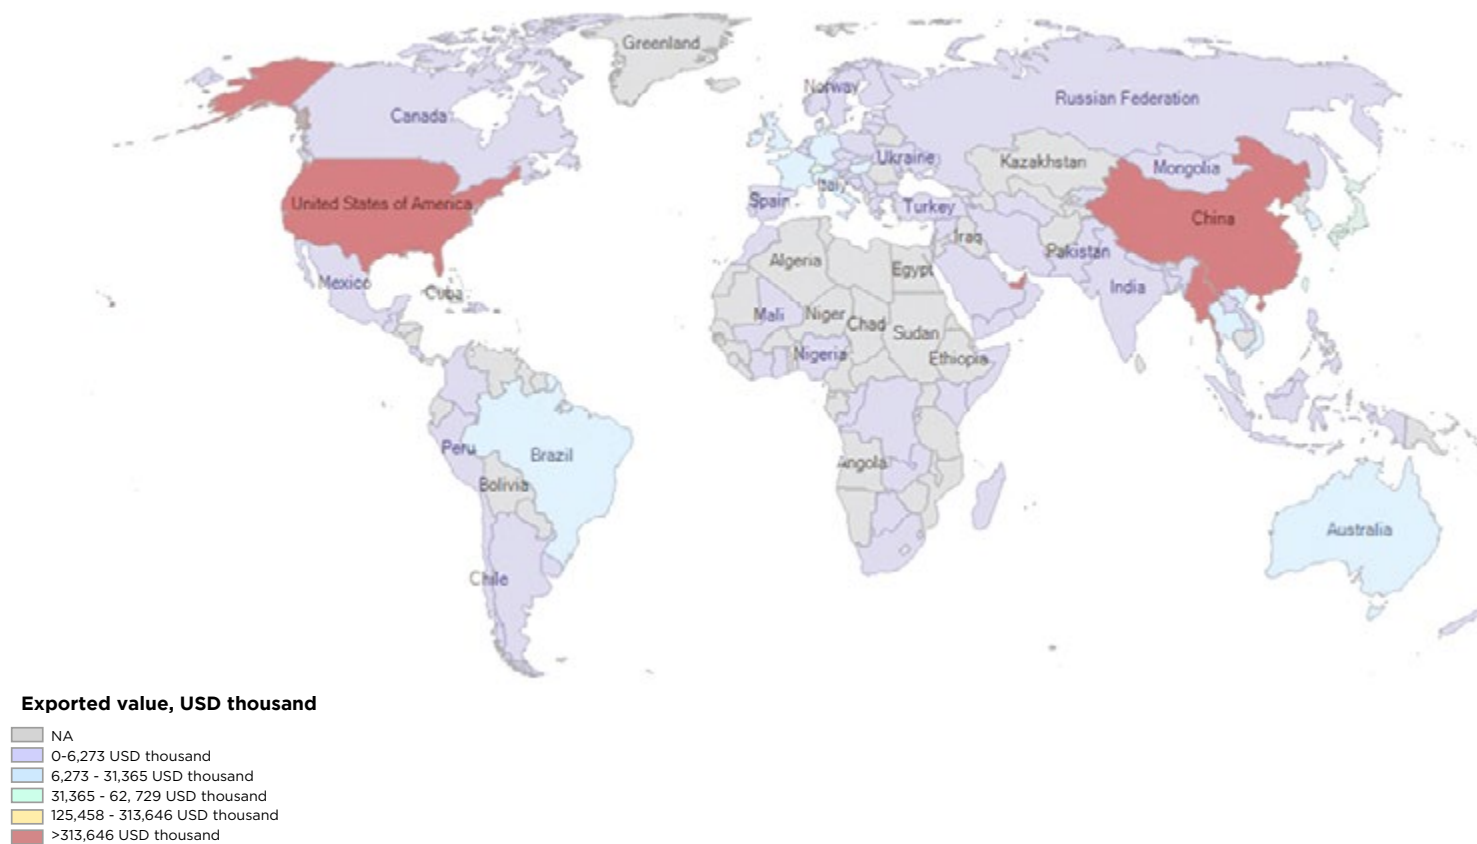 Greenland
Norway
Russian Federation
Canada
Ukraine
Kazakhstan
Mongolia
Italy
United States of America
Spain
Turkey
China
Iraq
Pakistan
Algeria
Egypt
Mexico
Cuba
India
Mali
Niger
Chad
Sudan
Nigeria
Ethiopia
Peru
Brazil
Angola
Bolivia
Australia
Chile
Exported value, USD thousand
NA
0-6,273 USD thousand
6,273 - 31,365 USD thousand
31,365 - 62, 729 USD thousand
125,458 - 313,646 USD thousand
>313,646 USD thousand